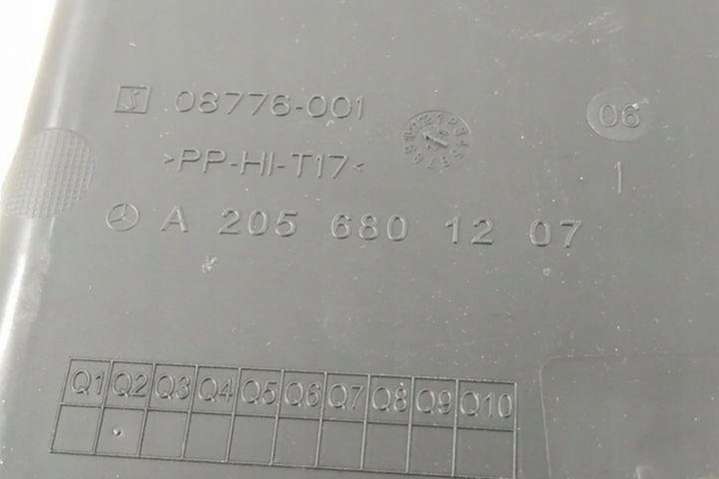 08776-001
06
>PP-HI-T17<
1
A 205 680 12 07
Q1 Q2 Q3 Q4 Q5 Q6 Q7 Q8 Q9 Q10